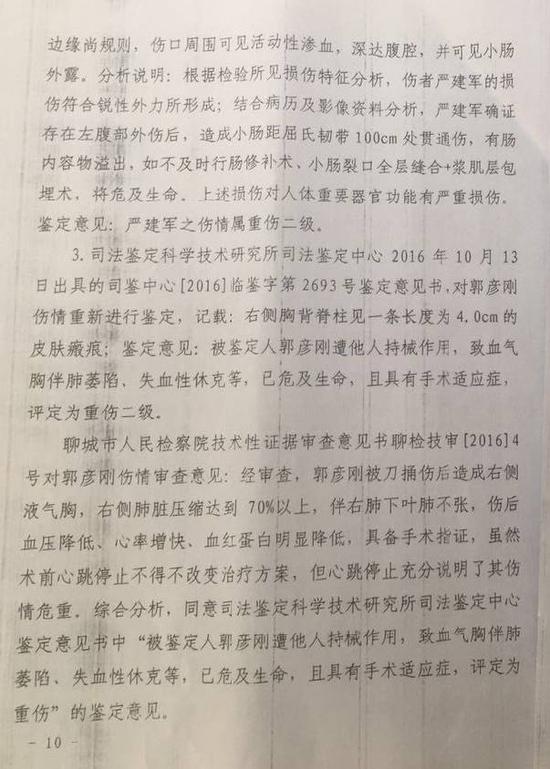 边缘尚规则，伤口周围可见活动性渗血，深达腹腔，并可见小肠
外露。分析说明：根据检验所见损伤特征分析，伤者严建军的损
伤符合锐性外力所形成；结合病历及影像资料分析，严建军确证
存在左腹部外伤后，造成小肠距屈氏韧带100cm处贯通伤，有肠
内容物溢出，如不及时行肠修补术、小肠裂口全层缝合+浆肌层包
埋术，将危及生命。上述损伤对人体重要器官功能有严重损伤。
鉴定意见：严建军之伤情属重伤二级。
3.司法鉴定科学技术研究所司法鉴定中心 2016 年 10 月 13
日出具的司鉴中心[2016]临鉴字第 2693 号鉴定意见书，对郭彦刚
伤情重新进行鉴定，记载：右侧胸背脊柱见一条长度为 4.0cm 的
皮肤瘢痕；鉴定意见：被鉴定人郭彦刚遭他人持械作用，致血气
胸伴肺萎陷、失血性休克等，已危及生命，且具有手术适应症，
评定为重伤二级。
聊城市人民检察院技术性证据审查意见书聊检技审[2016]4
号对郭彦刚伤情审查意见：经审查，郭彦刚被刀捅伤后造成右侧
液气胸，右侧肺脏压缩达到 70%以上，伴右肺下叶肺不张，伤后
血压降低、心率增快、血红蛋白明显降低，具备手术指证，虽然
术前心跳停止不得不改变治疗方案，但心跳停止充分说明了其伤
情危重。综合分析，同意司法鉴定科学技术研究所司法鉴定中心
鉴定意见书中“被鉴定人郭彦刚遭他人持械作用，致血气胸伴肺
萎陷、失血性休克等，已危及生命，且具有手术适应症，评定为
重伤”的鉴定意见。
- 10 -